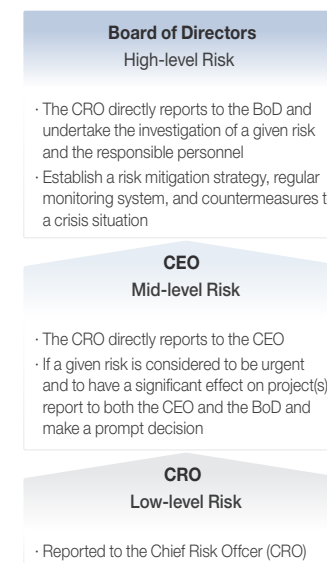 Board of Directors
High-level Risk
· The CRO directly reports to the BoD and
undertake the investigation of a given risk
and the responsible personnel
· Establish a risk mitigation strategy, regular
monitoring system, and countermeasures t
a crisis situation
CEO
Mid-level Risk
· The CRO directly reports to the CEO
· If a given risk is considered to be urgent
and to have a significant effect on project(s)
report to both the CEO and the BoD and
make a prompt decision
CRO
Low-level Risk
· Reported to the Chief Risk Offcer (CRO)